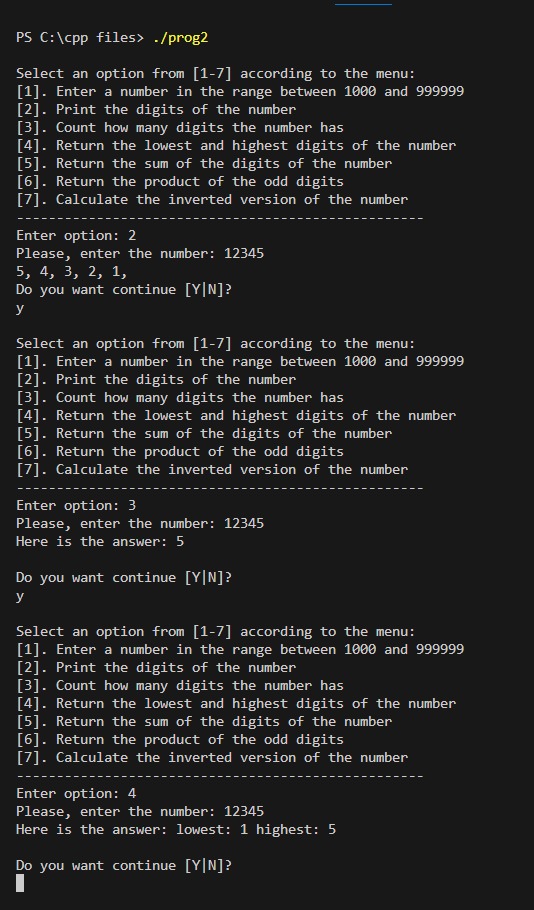 PS C:\cpp files> ./prog2
Select an option from [1-7] according to the menu:
[1]. Enter a number in the range between 1000 and 999999
[2]. Print the digits of the number
[3]. Count how many digits the number has
[4]. Return the lowest and highest digits of the number
[5]. Return the sum of the digits of the number
[6]. Return the product of the odd digits
[7]. Calculate the inverted version of the number
---------------------------------------------------
Enter option: 2
Please, enter the number: 12345
5, 4, 3, 2, 1,
Do you want continue [Y|N]?
y
Select an option from [1-7] according to the menu:
[1]. Enter a number in the range between 1000 and 999999
[2]. Print the digits of the number
[3]. Count how many digits the number has
[4]. Return the lowest and highest digits of the number
[5]. Return the sum of the digits of the number
[6]. Return the product of the odd digits
[7]. Calculate the inverted version of the number
---------------------------------------------------
Enter option: 3
Please, enter the number: 12345
Here is the answer: 5
Do you want continue [Y|N]?
y
Select an option from [1-7] according to the menu:
[1]. Enter a number in the range between 1000 and 999999
[2]. Print the digits of the number
[3]. Count how many digits the number has
[4]. Return the lowest and highest digits of the number
[5]. Return the sum of the digits of the number
[6]. Return the product of the odd digits
[7]. Calculate the inverted version of the number
---------------------------------------------------
Enter option: 4
Please, enter the number: 12345
Here is the answer: lowest: 1 highest: 5
Do you want continue [Y|N]?